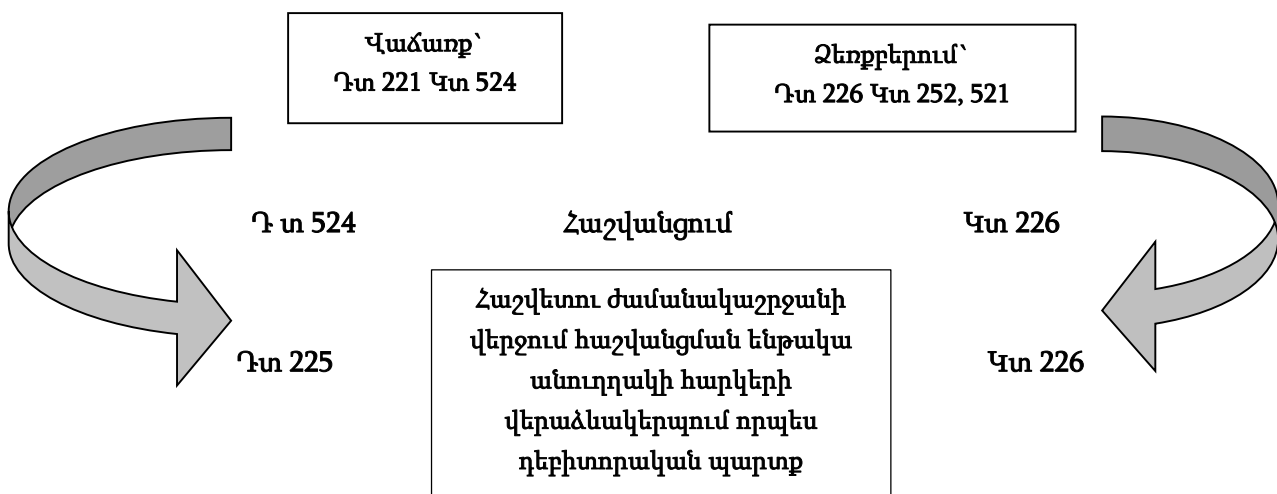 Վաճառք՝
Դտ 221 Կտ 524
Ձեռքբերում՝
Դտ 226 Կտ 252, 521
Դ տ 524
Հաշվանցում
Կտ 226
Հաշվետու ժամանակաշրջանի
վերջում հաշվանցման ենթակա
անուղղակի հարկերի
վերաձևակերպում որպես
դեբիտորական պարտք
Դտ 225
Կտ 226